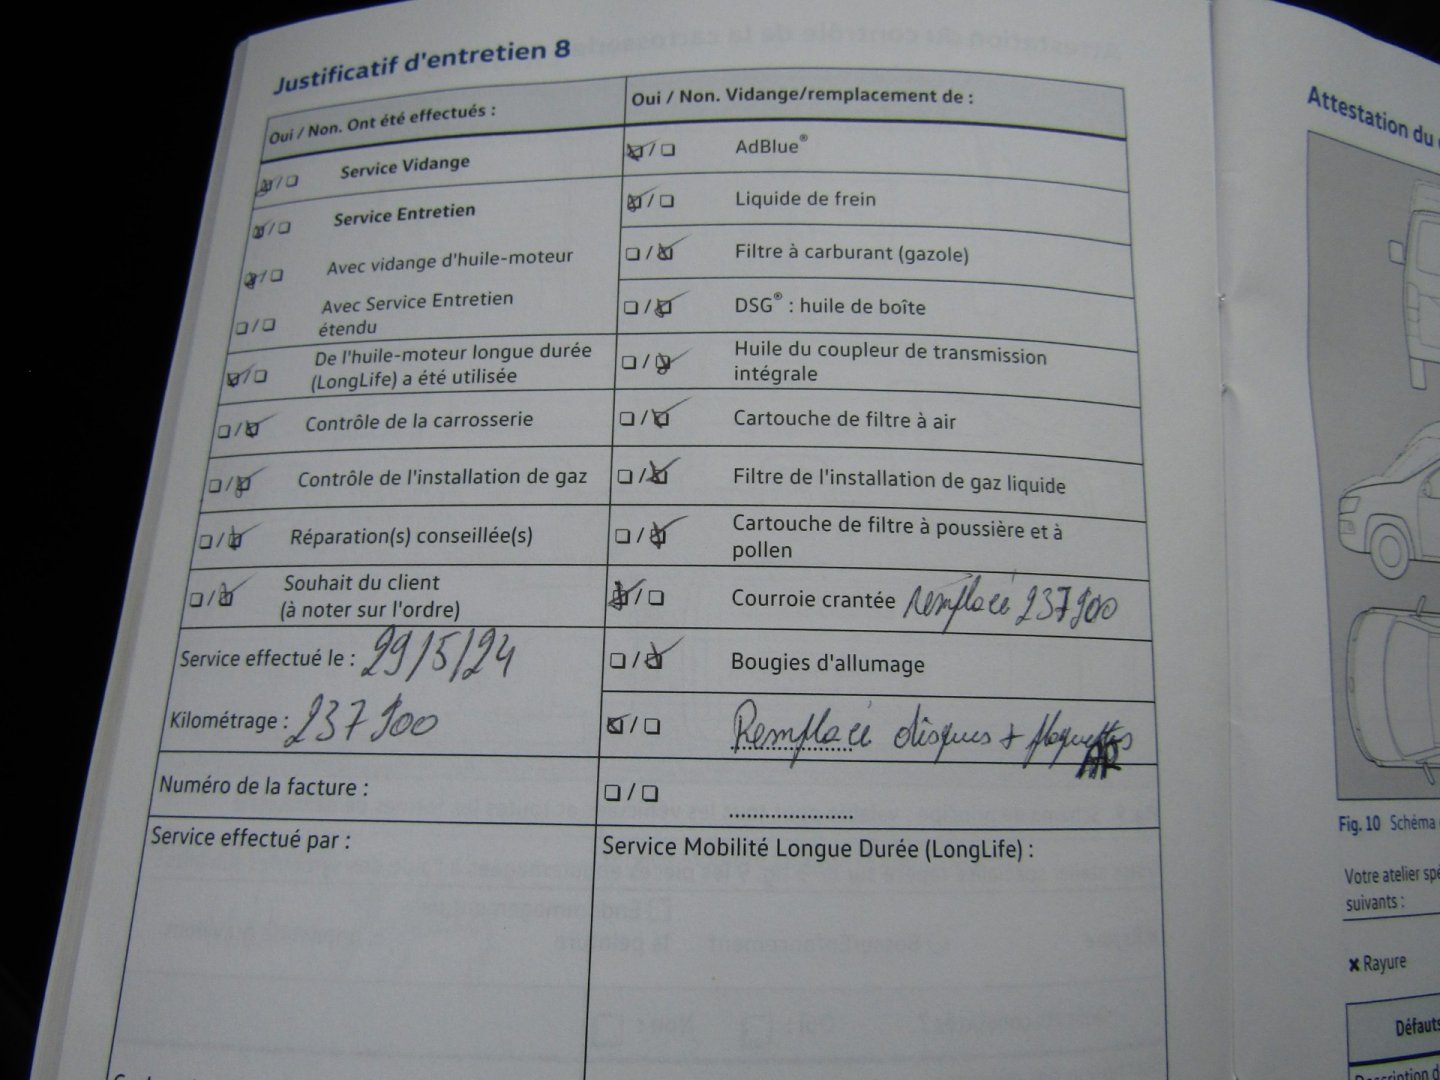 Justificatif d'entretien 8
Oui / Non. Ont été effectués :
Service Vidange
Service Entretien
Avec vidange d'huile-moteur
Avec Service Entretien
étendu
De l'huile-moteur longue durée
(LongLife) a été utilisée
Contrôle de la carrosserie
Contrôle de l'installation de gaz
Réparation(s) conseillée(s)
Souhait du client
(à noter sur l'ordre)
Service effectué le : 29/5/24
Kilométrage : 237900
Numéro de la facture :
Service effectué par :
Oui / Non. Vidange/remplacement de :
AdBlue®
Liquide de frein
Filtre à carburant (gazole)
DSG® : huile de boîte
Huile du coupleur de transmission
intégrale
Cartouche de filtre à air
Filtre de l'installation de gaz liquide
Cartouche de filtre à poussière et à
pollen
Courroie crantée remplacé 237900
Bougies d'allumage
Remplacé disques + plaquettes
AR
Service Mobilité Longue Durée (LongLife) :
Attestation du
Fig. 10 Schéma
Votre atelier spé
suivants :
✖ Rayure
Défauts
Description d